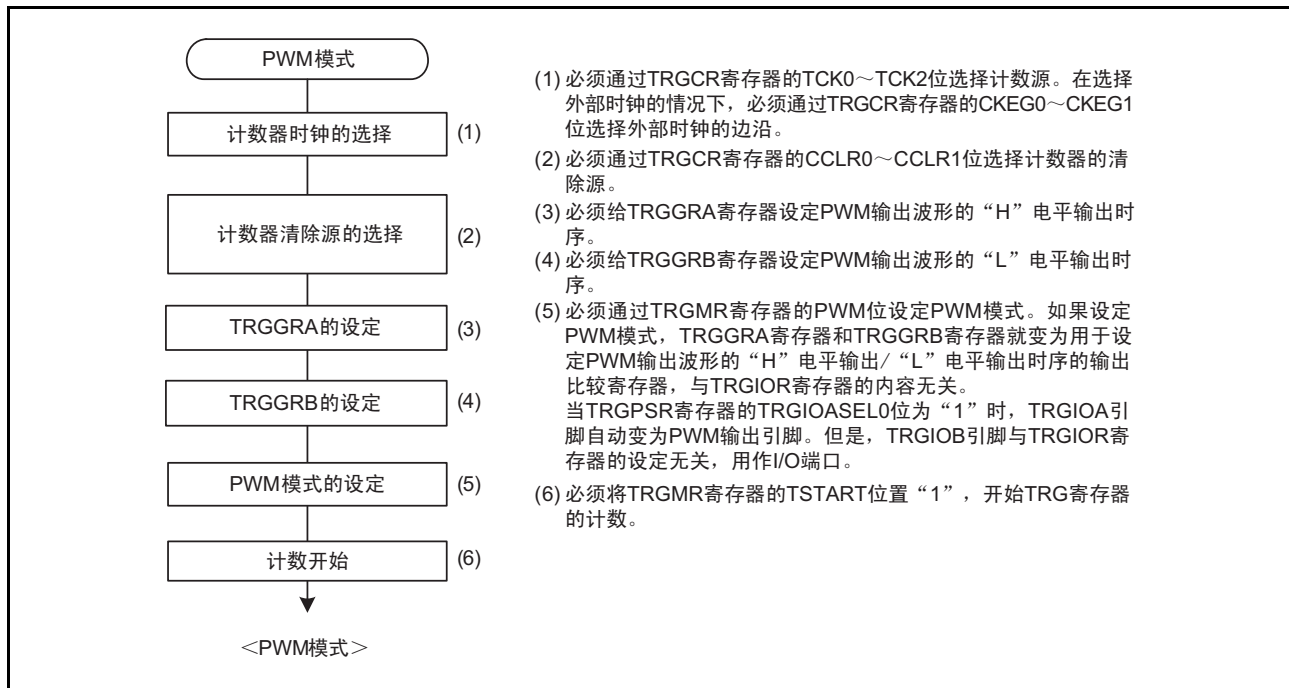 PWM模式
计数器时钟的选择
(1)
计数器清除源的选择
(2)
TRGGRA的设定
(3)
TRGGRB的设定
(4)
PWM模式的设定
(5)
计数开始
(6)
＜PWM模式＞
(1) 必须通过TRGCR寄存器的TCK0～TCK2位选择计数源。在选择
外部时钟的情况下，必须通过TRGCR寄存器的CKEG0～CKEG1
位选择外部时钟的边沿。
(2) 必须通过TRGCR寄存器的CCLR0～CCLR1位选择计数器的清
除源。
(3) 必须给TRGGRA寄存器设定PWM输出波形的“H”电平输出时
序。
(4) 必须给TRGGRB寄存器设定PWM输出波形的“L”电平输出时
序。
(5) 必须通过TRGMR寄存器的PWM位设定PWM模式。如果设定
PWM模式，TRGGRA寄存器和TRGGRB寄存器就变为用于设
定PWM输出波形的“H”电平输出/“L”电平输出时序的输出
比较寄存器，与TRGIOR寄存器的内容无关。
当TRGPSR寄存器的TRGIOASEL0位为“1”时，TRGIOA引
脚自动变为PWM输出引脚。但是，TRGIOB引脚与TRGIOR寄
存器的设定无关，用作I/O端口。
(6) 必须将TRGMR寄存器的TSTART位置“1”，开始TRG寄存器
的计数。